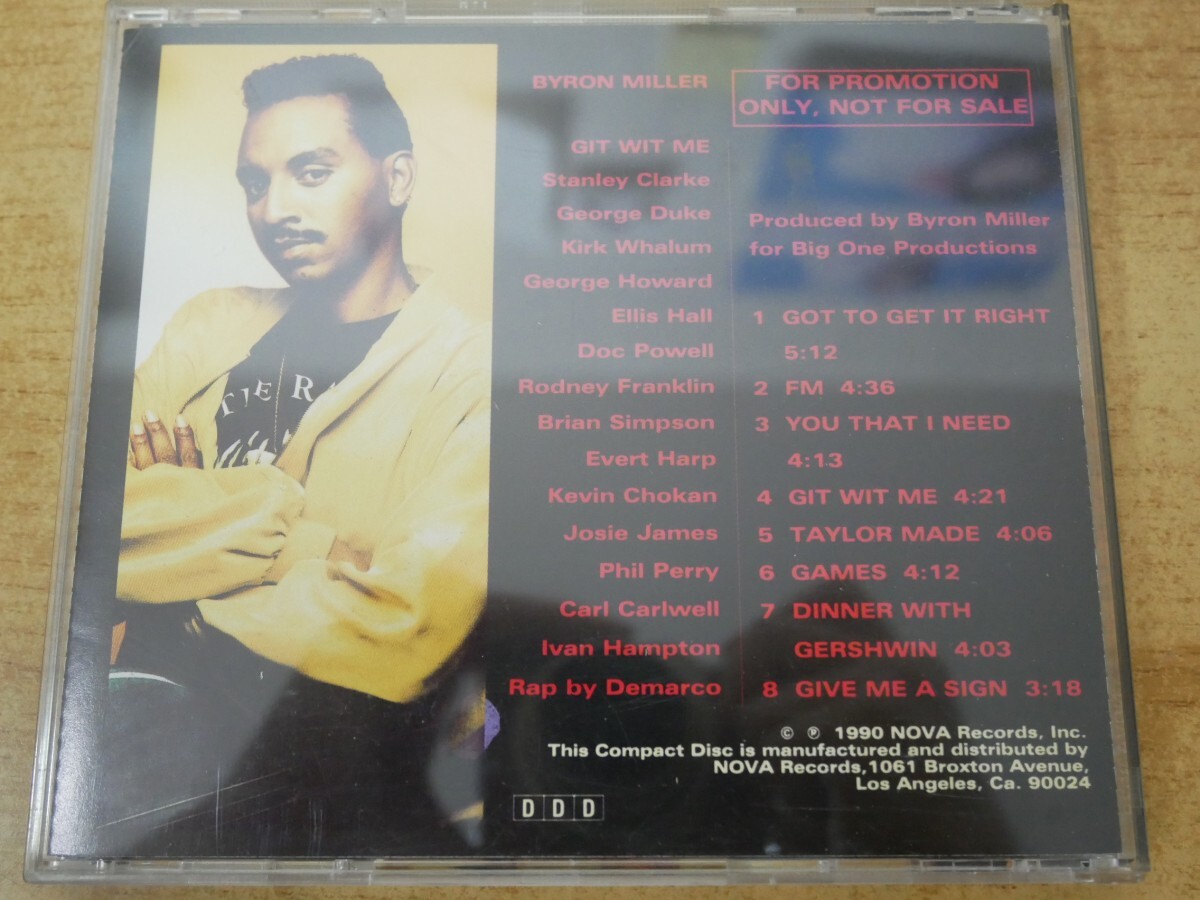 BYRON MILLER
FOR PROMOTION
ONLY, NOT FOR SALE
GIT WIT ME
Stanley Clarke
George Duke
Kirk Whalum
George Howard
Ellis Hall
Doc Powell
Rodney Franklin
Brian Simpson
Evert Harp
Kevin Chokan
Josie James
Phil Perry
Carl Carlwell
Ivan Hampton
Rap by Demarco
Produced by Byron Miller
for Big One Productions
1 GOT TO GET IT RIGHT
5:12
2 FM 4:36
3 YOU THAT I NEED
4:13
4 GIT WIT ME 4:21
5 TAYLOR MADE 4:06
6 GAMES 4:12
7 DINNER WITH
GERSHWIN 4:03
8 GIVE ME A SIGN 3:18
© ℗ 1990 NOVA Records, Inc.
This Compact Disc is manufactured and distributed by
NOVA Records,1061 Broxton Avenue,
Los Angeles, Ca. 90024
D D D